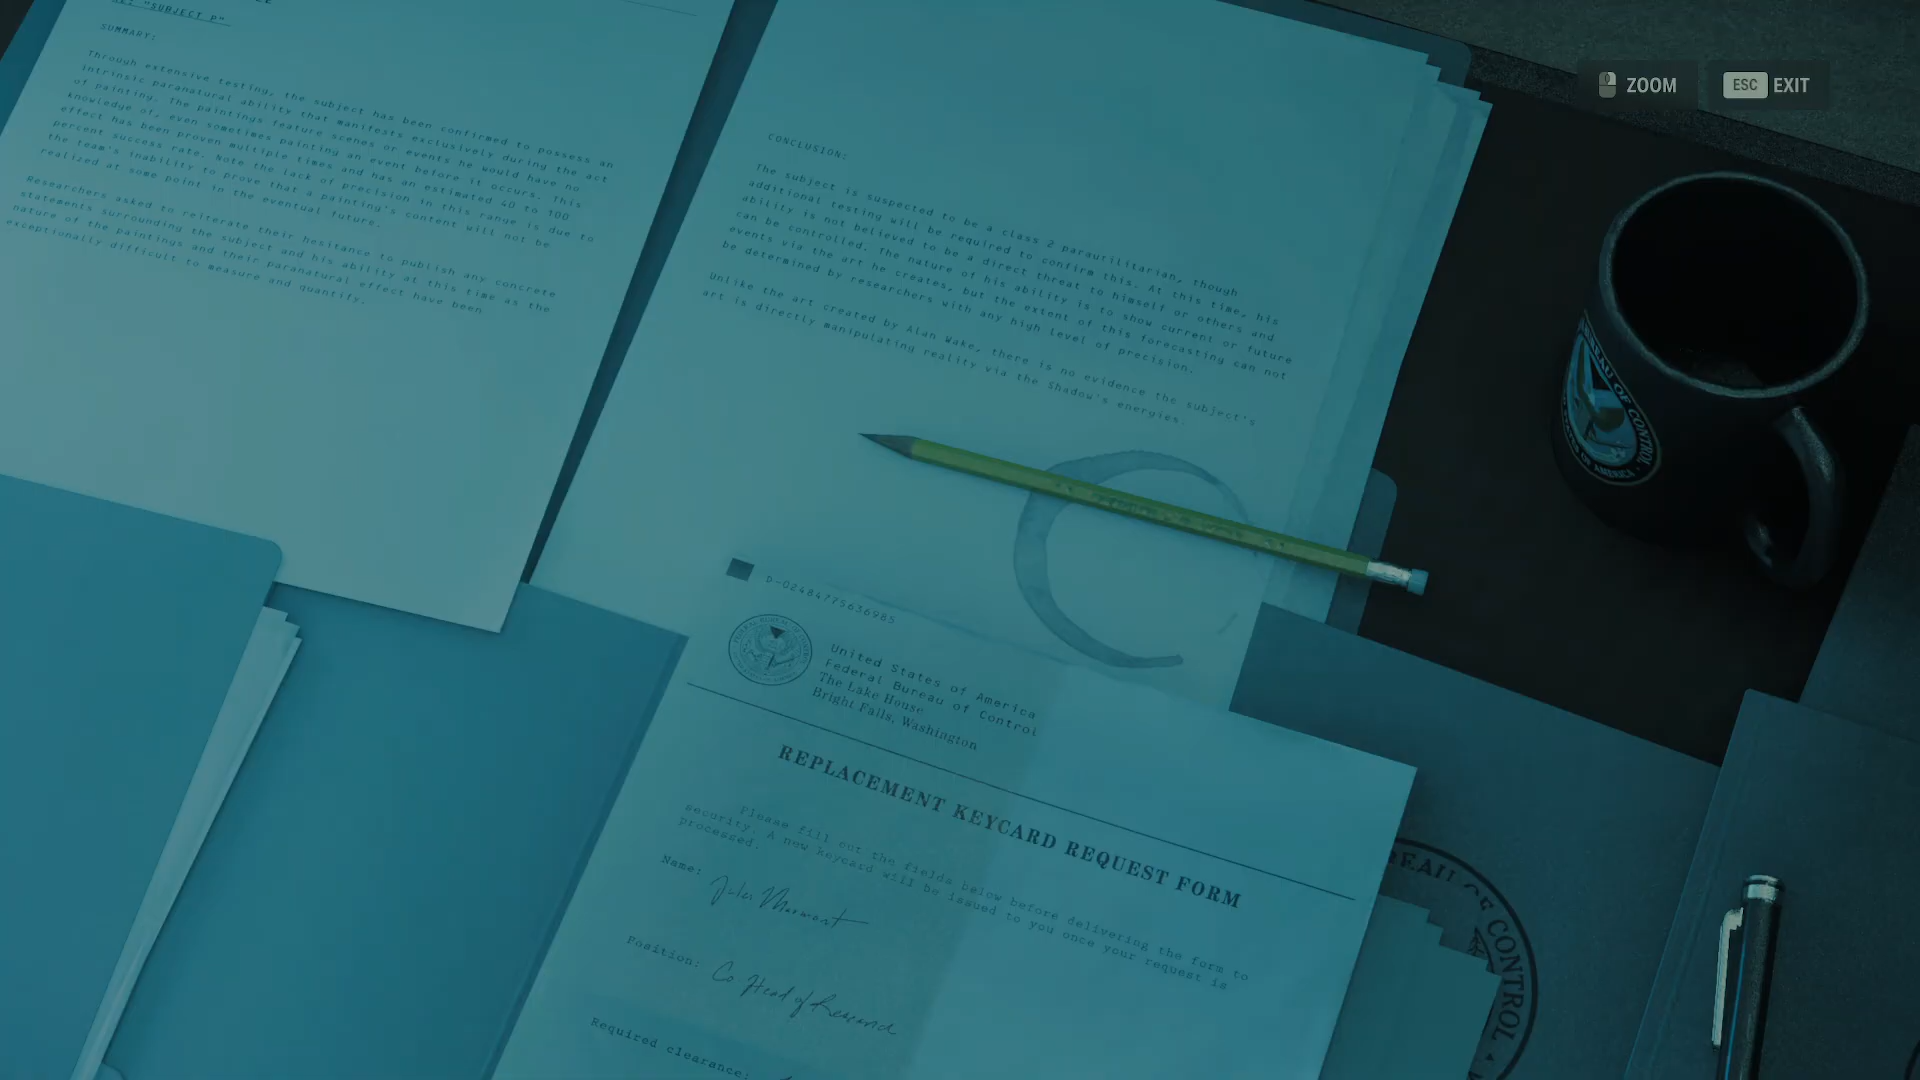 RE: "SUBJECT P"
SUMMARY:
Through extensive testing, the subject has been confirmed to possess an
intrinsic paranatural ability that manifests exclusively during the act
of painting. The paintings feature scenes or events he would have no
knowledge of, even sometimes painting an event before it occurs. This
effect has been proven multiple times and has an estimated 40 to 100
percent success rate. Note the lack of precision in this range is due to
the team's inability to prove that a painting's content will not be
realized at some point in the eventual future.
Researchers asked to reiterate their hesitance to publish any concrete
statements surrounding the subject and his ability at this time as the
nature of the paintings and their paranatural effect have been
exceptionally difficult to measure and quantify.
CONCLUSION:
The subject is suspected to be a class 2 parautilitarian, though
additional testing will be required to confirm this. At this time, his
ability is not believed to be a direct threat to himself or others and
can be controlled. The nature of his ability is to show current or future
events via the art he creates, but the extent of this forecasting can not
be determined by researchers with any high level of precision.
Unlike the art created by Alan Wake, there is no evidence the subject's
art is directly manipulating reality via the Shadow's energies.
ZOOM
ESC EXIT
BUREAU OF CONTROL
OF AMERICA
D-02484775636985
United States of America
Federal Bureau of Control
The Lake House
Bright Falls, Washington
REPLACEMENT KEYCARD REQUEST FORM
Please fill out the fields below before delivering the form to
security. A new keycard will be issued to you once your request is
processed.
Name: Jules Marmont
Position: Co-Head of Research
Required clearance:
CONTROL